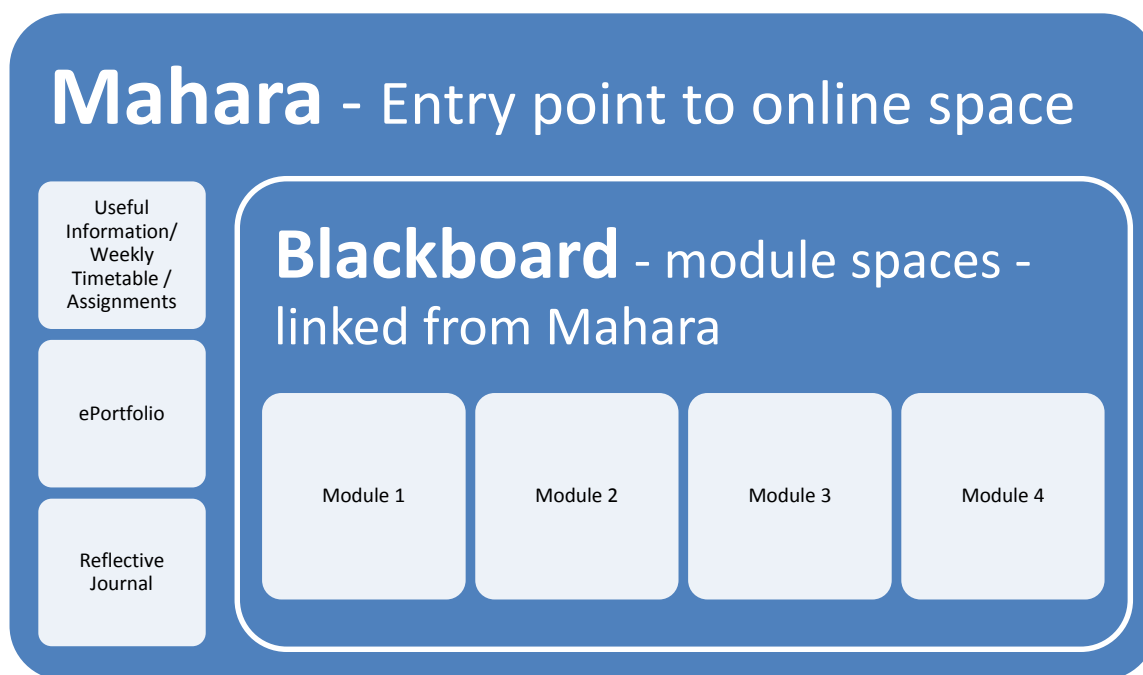 Mahara - Entry point to online space
Useful
Information/
Weekly
Timetable /
Assignments
ePortfolio
Reflective
Journal
Blackboard - module spaces -
linked from Mahara
Module 1
Module 2
Module 3
Module 4